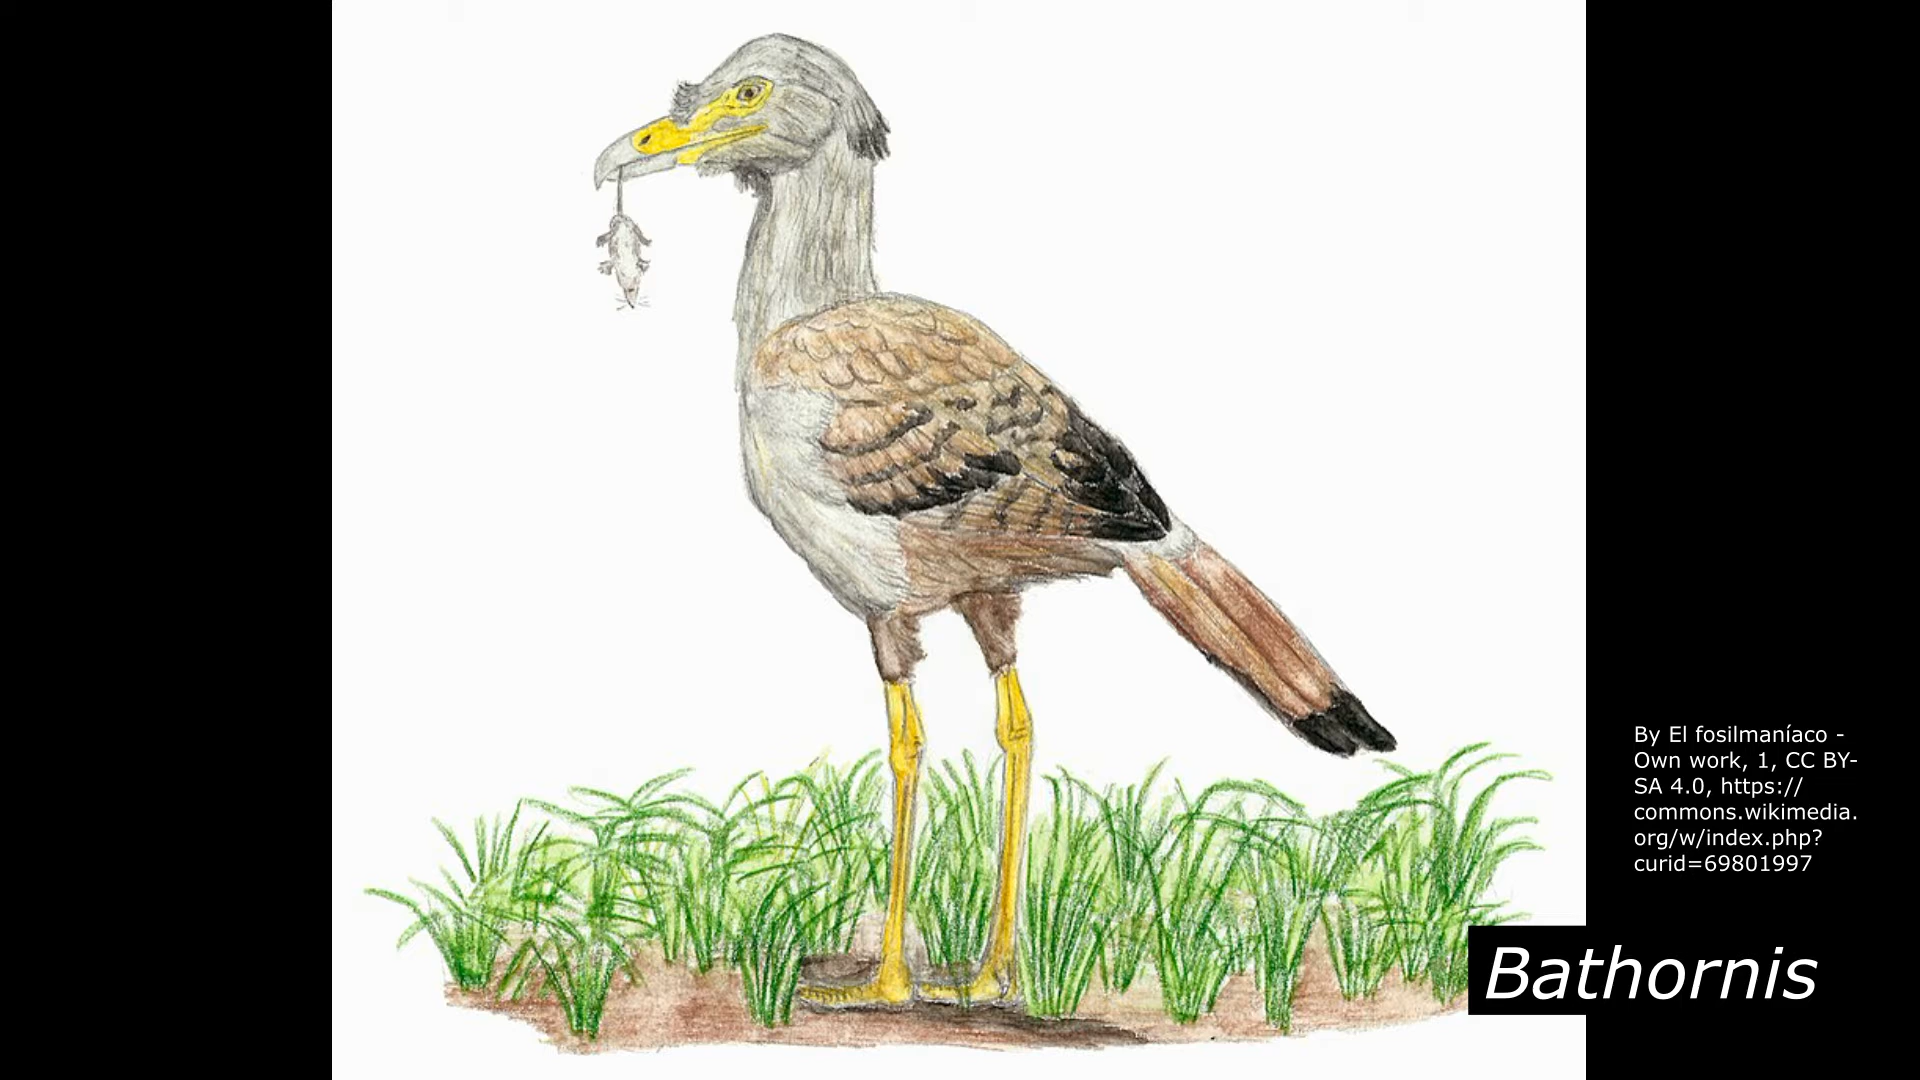 By El fosilmaníaco -
Own work, 1, CC BY-
SA 4.0, https://
commons.wikimedia.
org/w/index.php?
curid=69801997
Bathornis